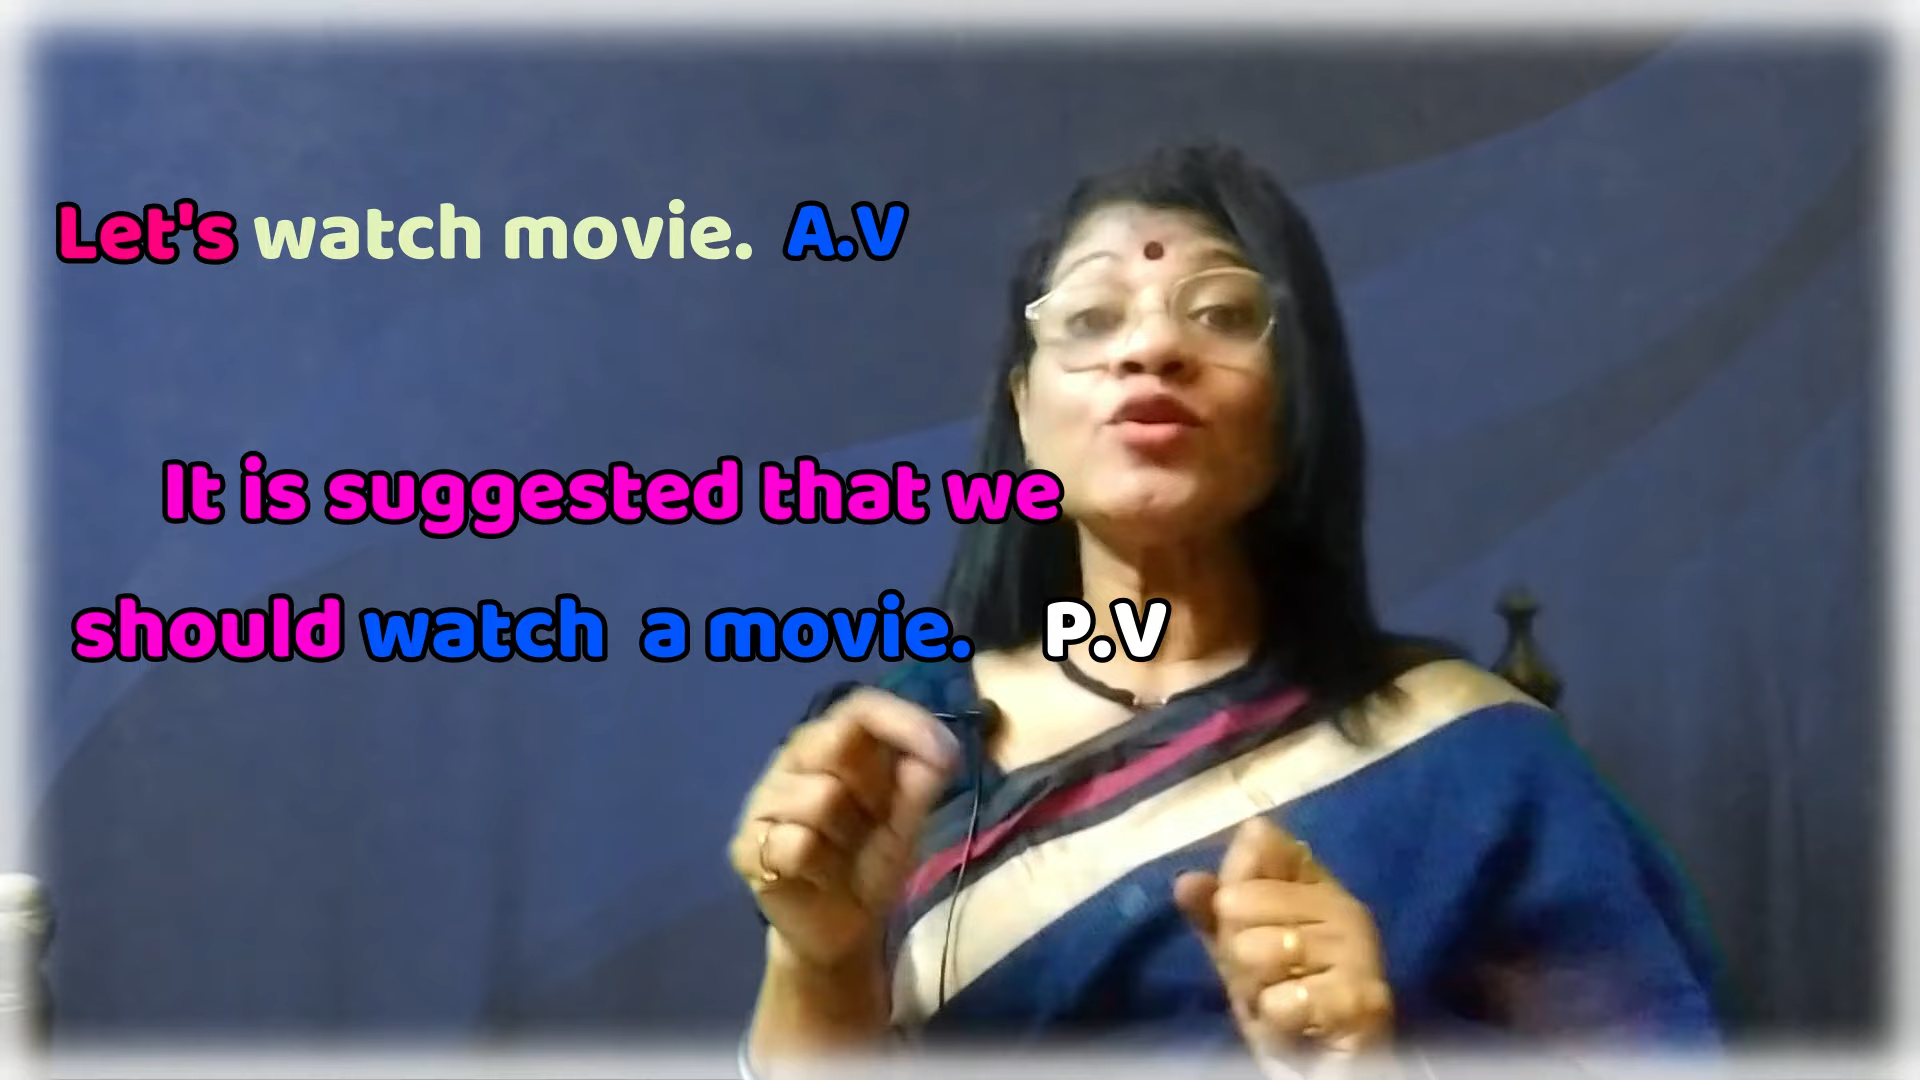 Let's watch movie. A.V
It is suggested that we
should watch a movie. P.V